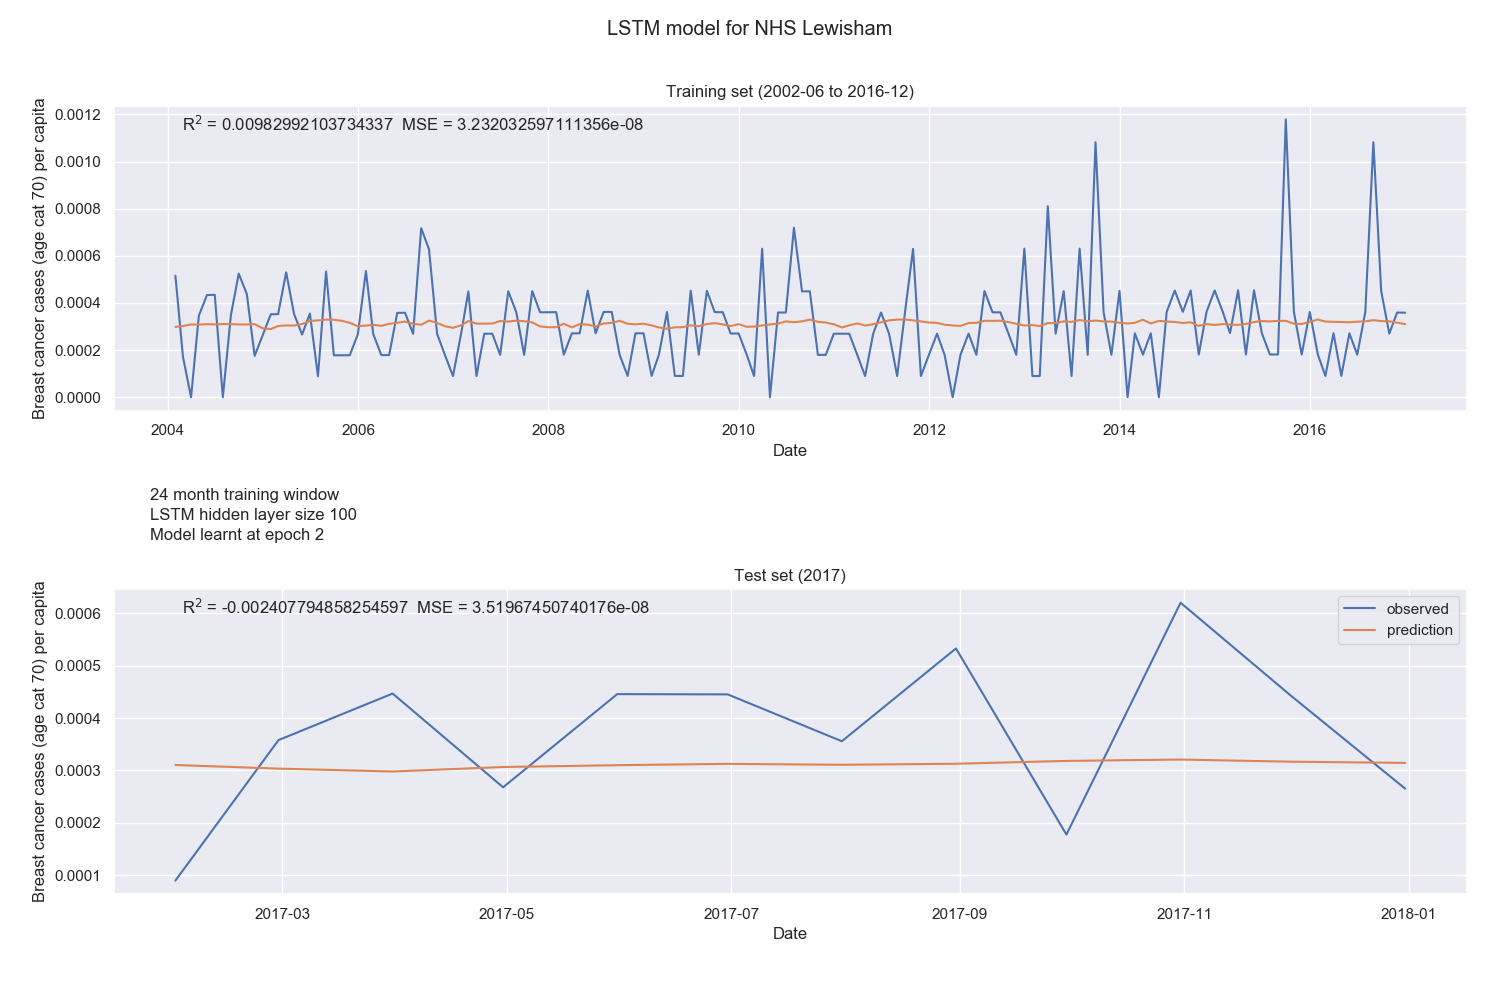 LSTM model for NHS Lewisham
Training set (2002-06 to 2016-12)
R² = 0.00982992103734337 MSE = 3.232032597111356e-08
Breast cancer cases (age cat 70) per capita
0.0012
0.0010
0.0008
0.0006
0.0004
0.0002
0.0000
2004 2006 2008 2010 2012 2014 2016
Date
24 month training window
LSTM hidden layer size 100
Model learnt at epoch 2
Test set (2017)
R² = -0.002407794858254597 MSE = 3.51967450740176e-08
observed
prediction
Breast cancer cases (age cat 70) per capita
0.0006
0.0005
0.0004
0.0003
0.0002
0.0001
2017-03 2017-05 2017-07 2017-09 2017-11 2018-01
Date